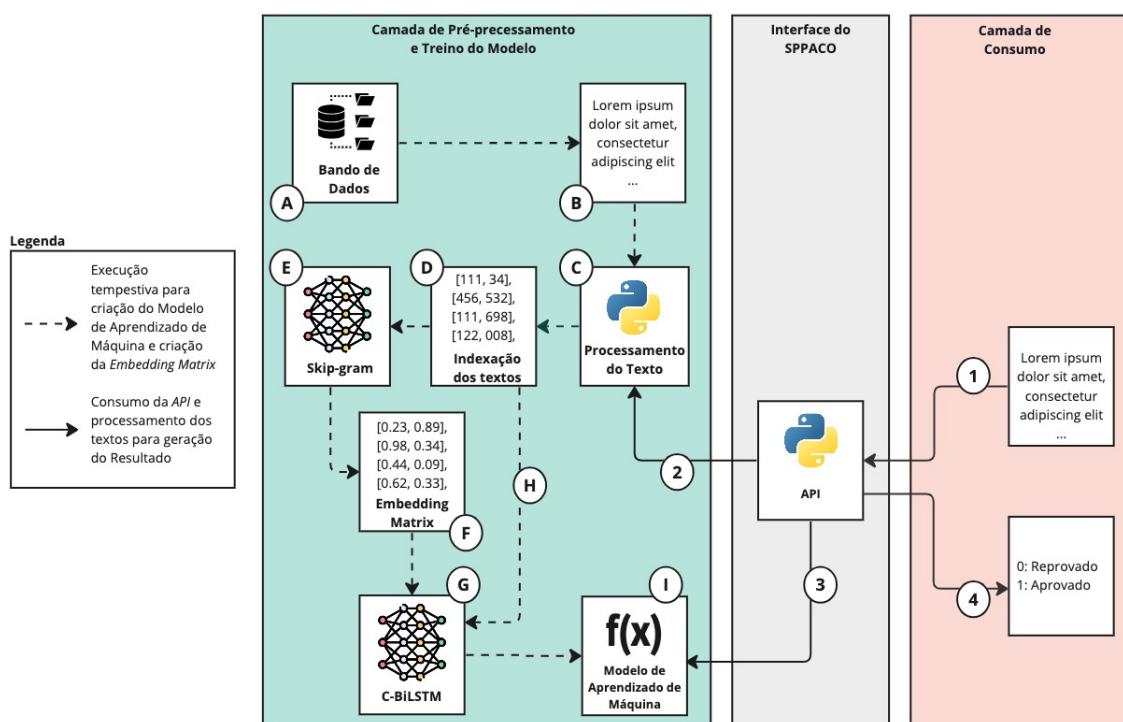 Camada de Pré-precessamento
e Treino do Modelo
Interface do
SPPACO
Camada de
Consumo
Bando de
Dados
A
Lorem ipsum
dolor sit amet,
consectetur
adipiscing elit
...
B
Legenda
Execução
tempestiva para
criação do Modelo
de Aprendizado de
Máquina e criação
da Embedding Matrix
Consumo da API e
processamento dos
textos para geração
do Resultado
E
Skip-gram
D
[111, 34],
[456, 532],
[111, 698],
[122, 008],
Indexação
dos textos
C
Processamento
do Texto
1
Lorem ipsum
dolor sit amet,
consectetur
adipiscing elit
...
2
API
[0.23, 0.89],
[0.98, 0.34],
[0.44, 0.09],
[0.62, 0.33],
Embedding
Matrix
F
H
G
C-BiLSTM
I
f(x)
Modelo de
Aprendizado de
Máquina
3
4
0: Reprovado
1: Aprovado